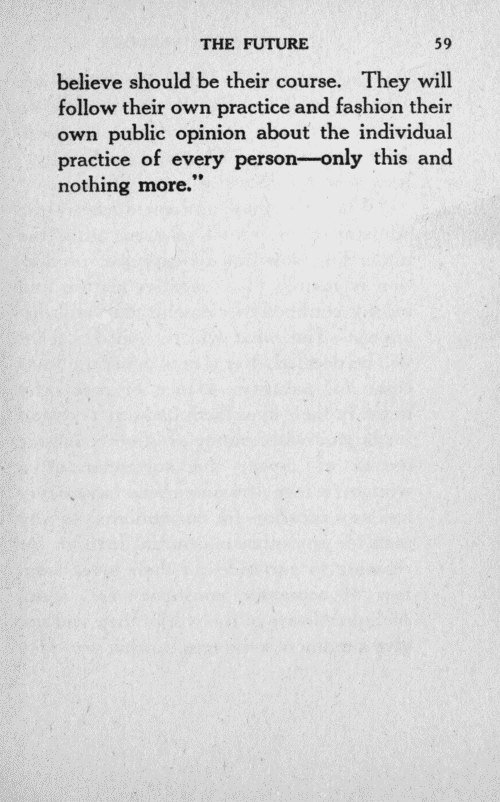 THE FUTURE 59
believe should be their course. They will
follow their own practice and fashion their
own public opinion about the individual
practice of every person—only this and
nothing more."